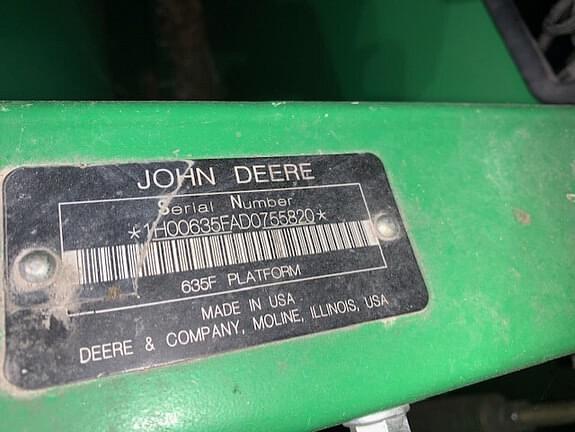 JOHN DEERE
Serial Number
*1H00635FAD0755820*
635F PLATFORM
MADE IN USA
DEERE & COMPANY, MOLINE, ILLINOIS, USA